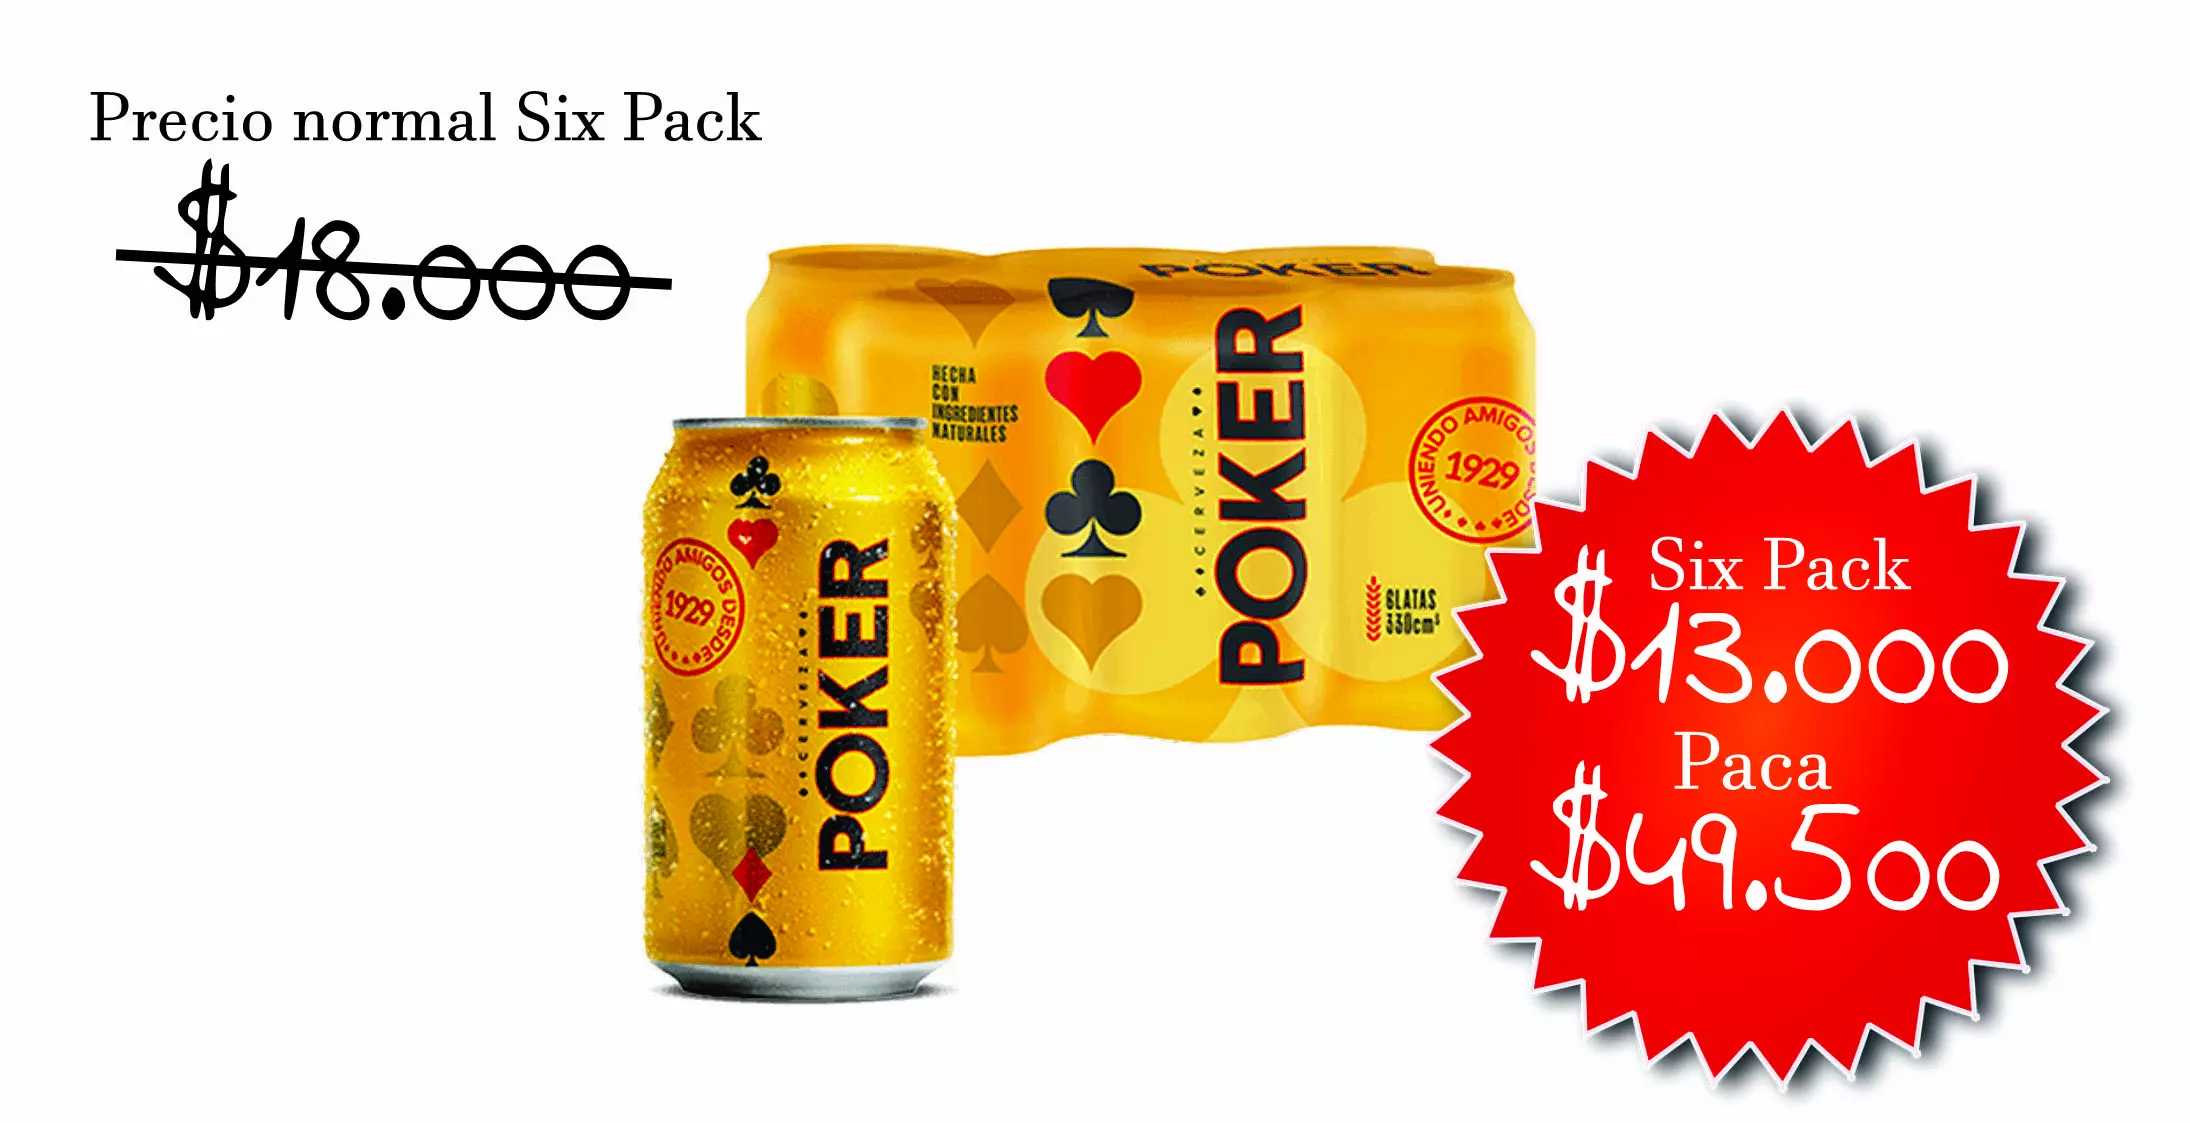 Precio normal Six Pack
$18.000
POKER
HECHA
CON
INGREDIENTES
NATURALES
CERVEZA
POKER
UNIENDO AMIGOS DESDE
1929
6LATAS
330cm³
UNIENDO AMIGOS DESDE
1929
CERVEZA
POKER
Six Pack
$13.000
Paca
$49.500